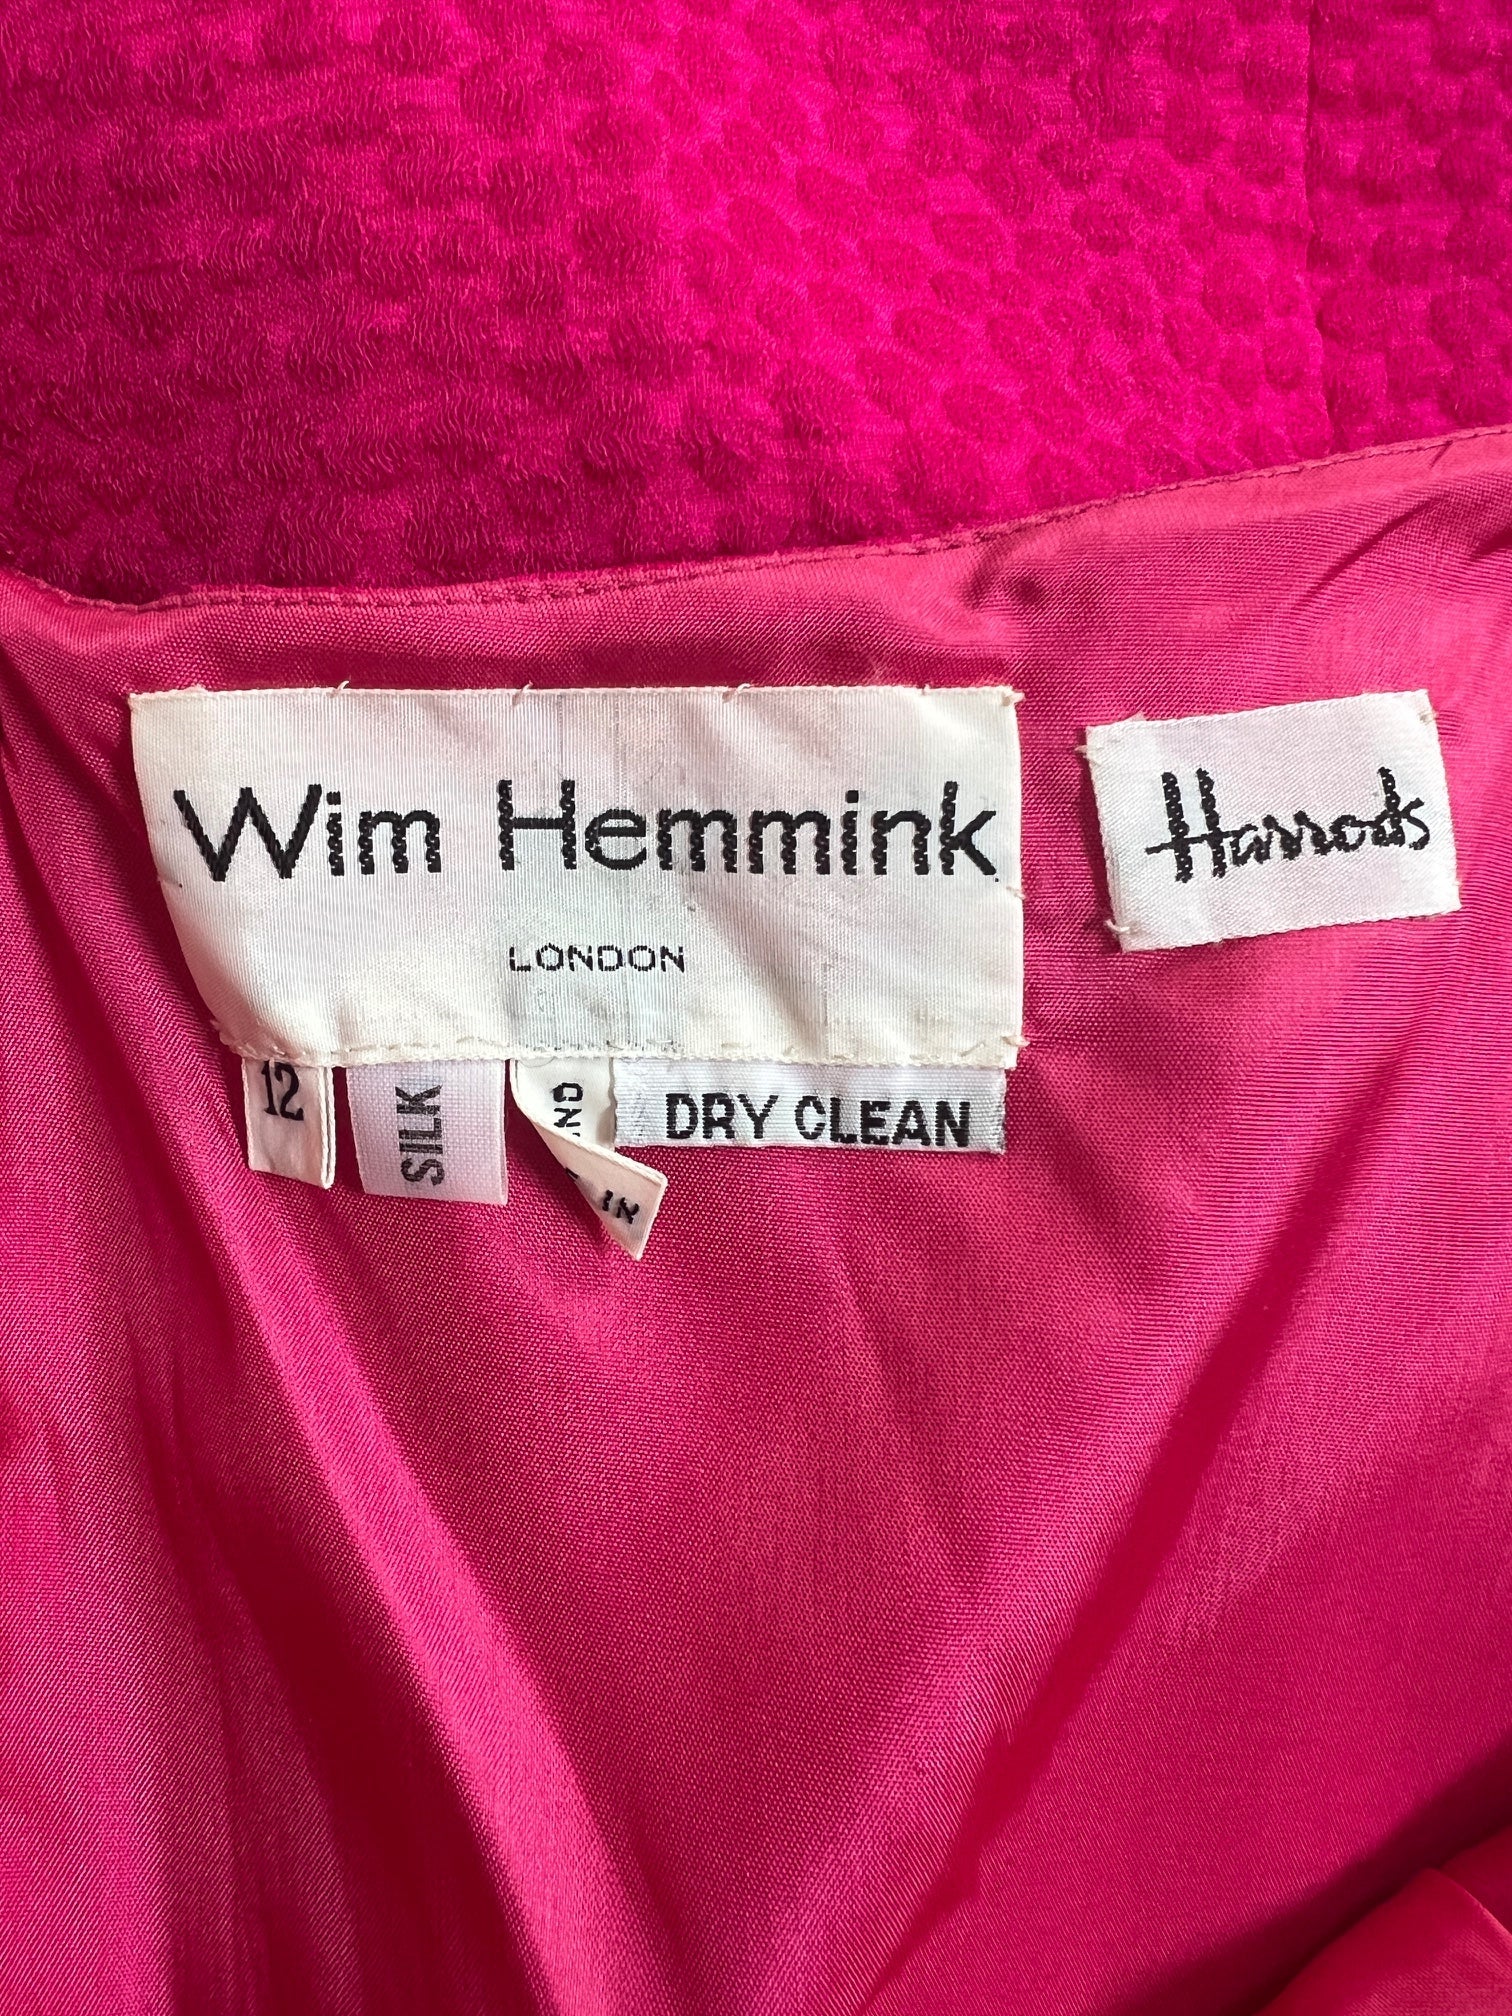 Wim Hemmink
LONDON
Harrods
12
SILK
DRY CLEAN